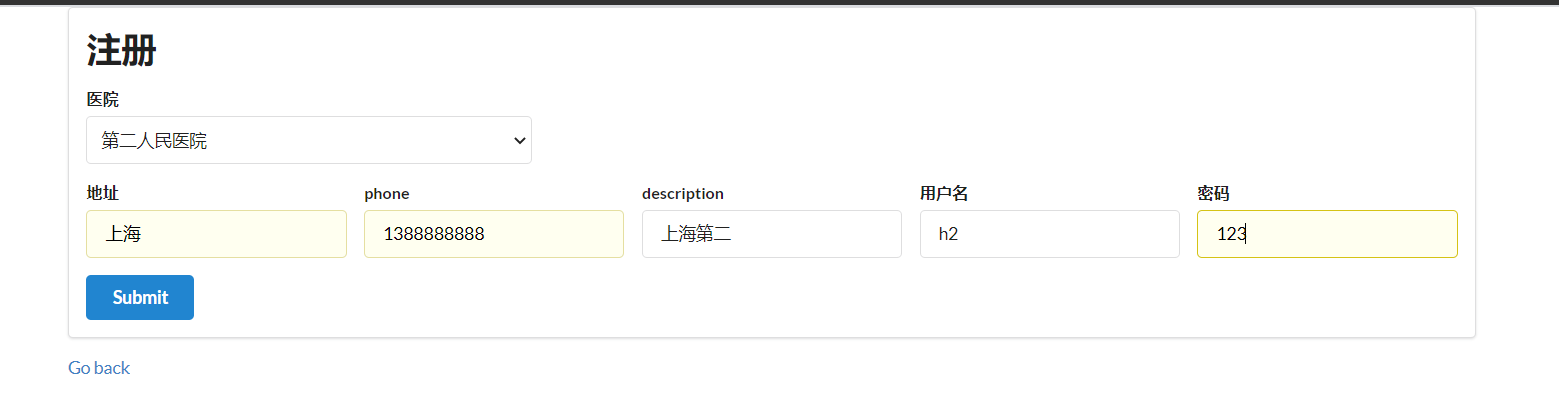 注册
医院
第二人民医院
地址 phone description 用户名 密码
上海 1388888888 上海第二 h2 123
Submit
Go back